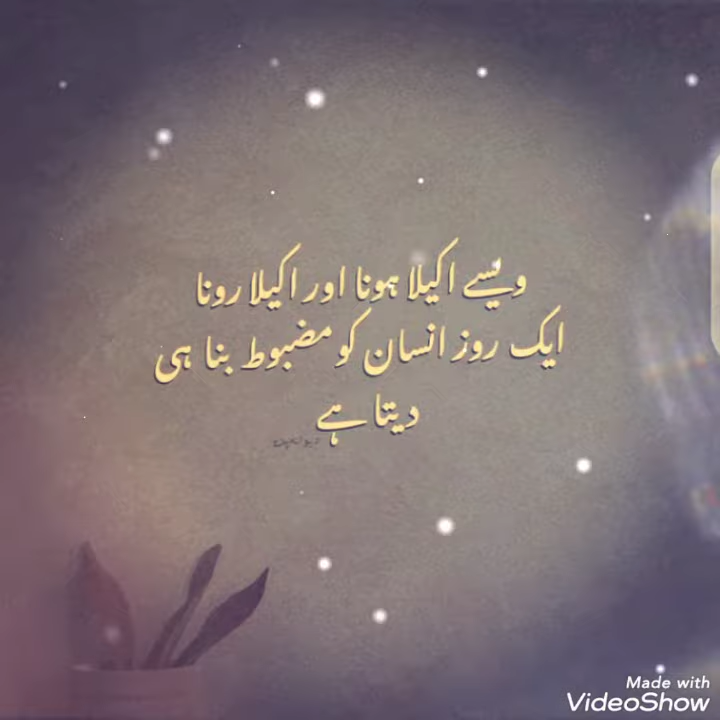 ویسے اکیلا ہونا اور اکیلا رونا
ایک روز انسان کو مضبوط بنا ہی
دیتا ہے
Made with
VideoShow